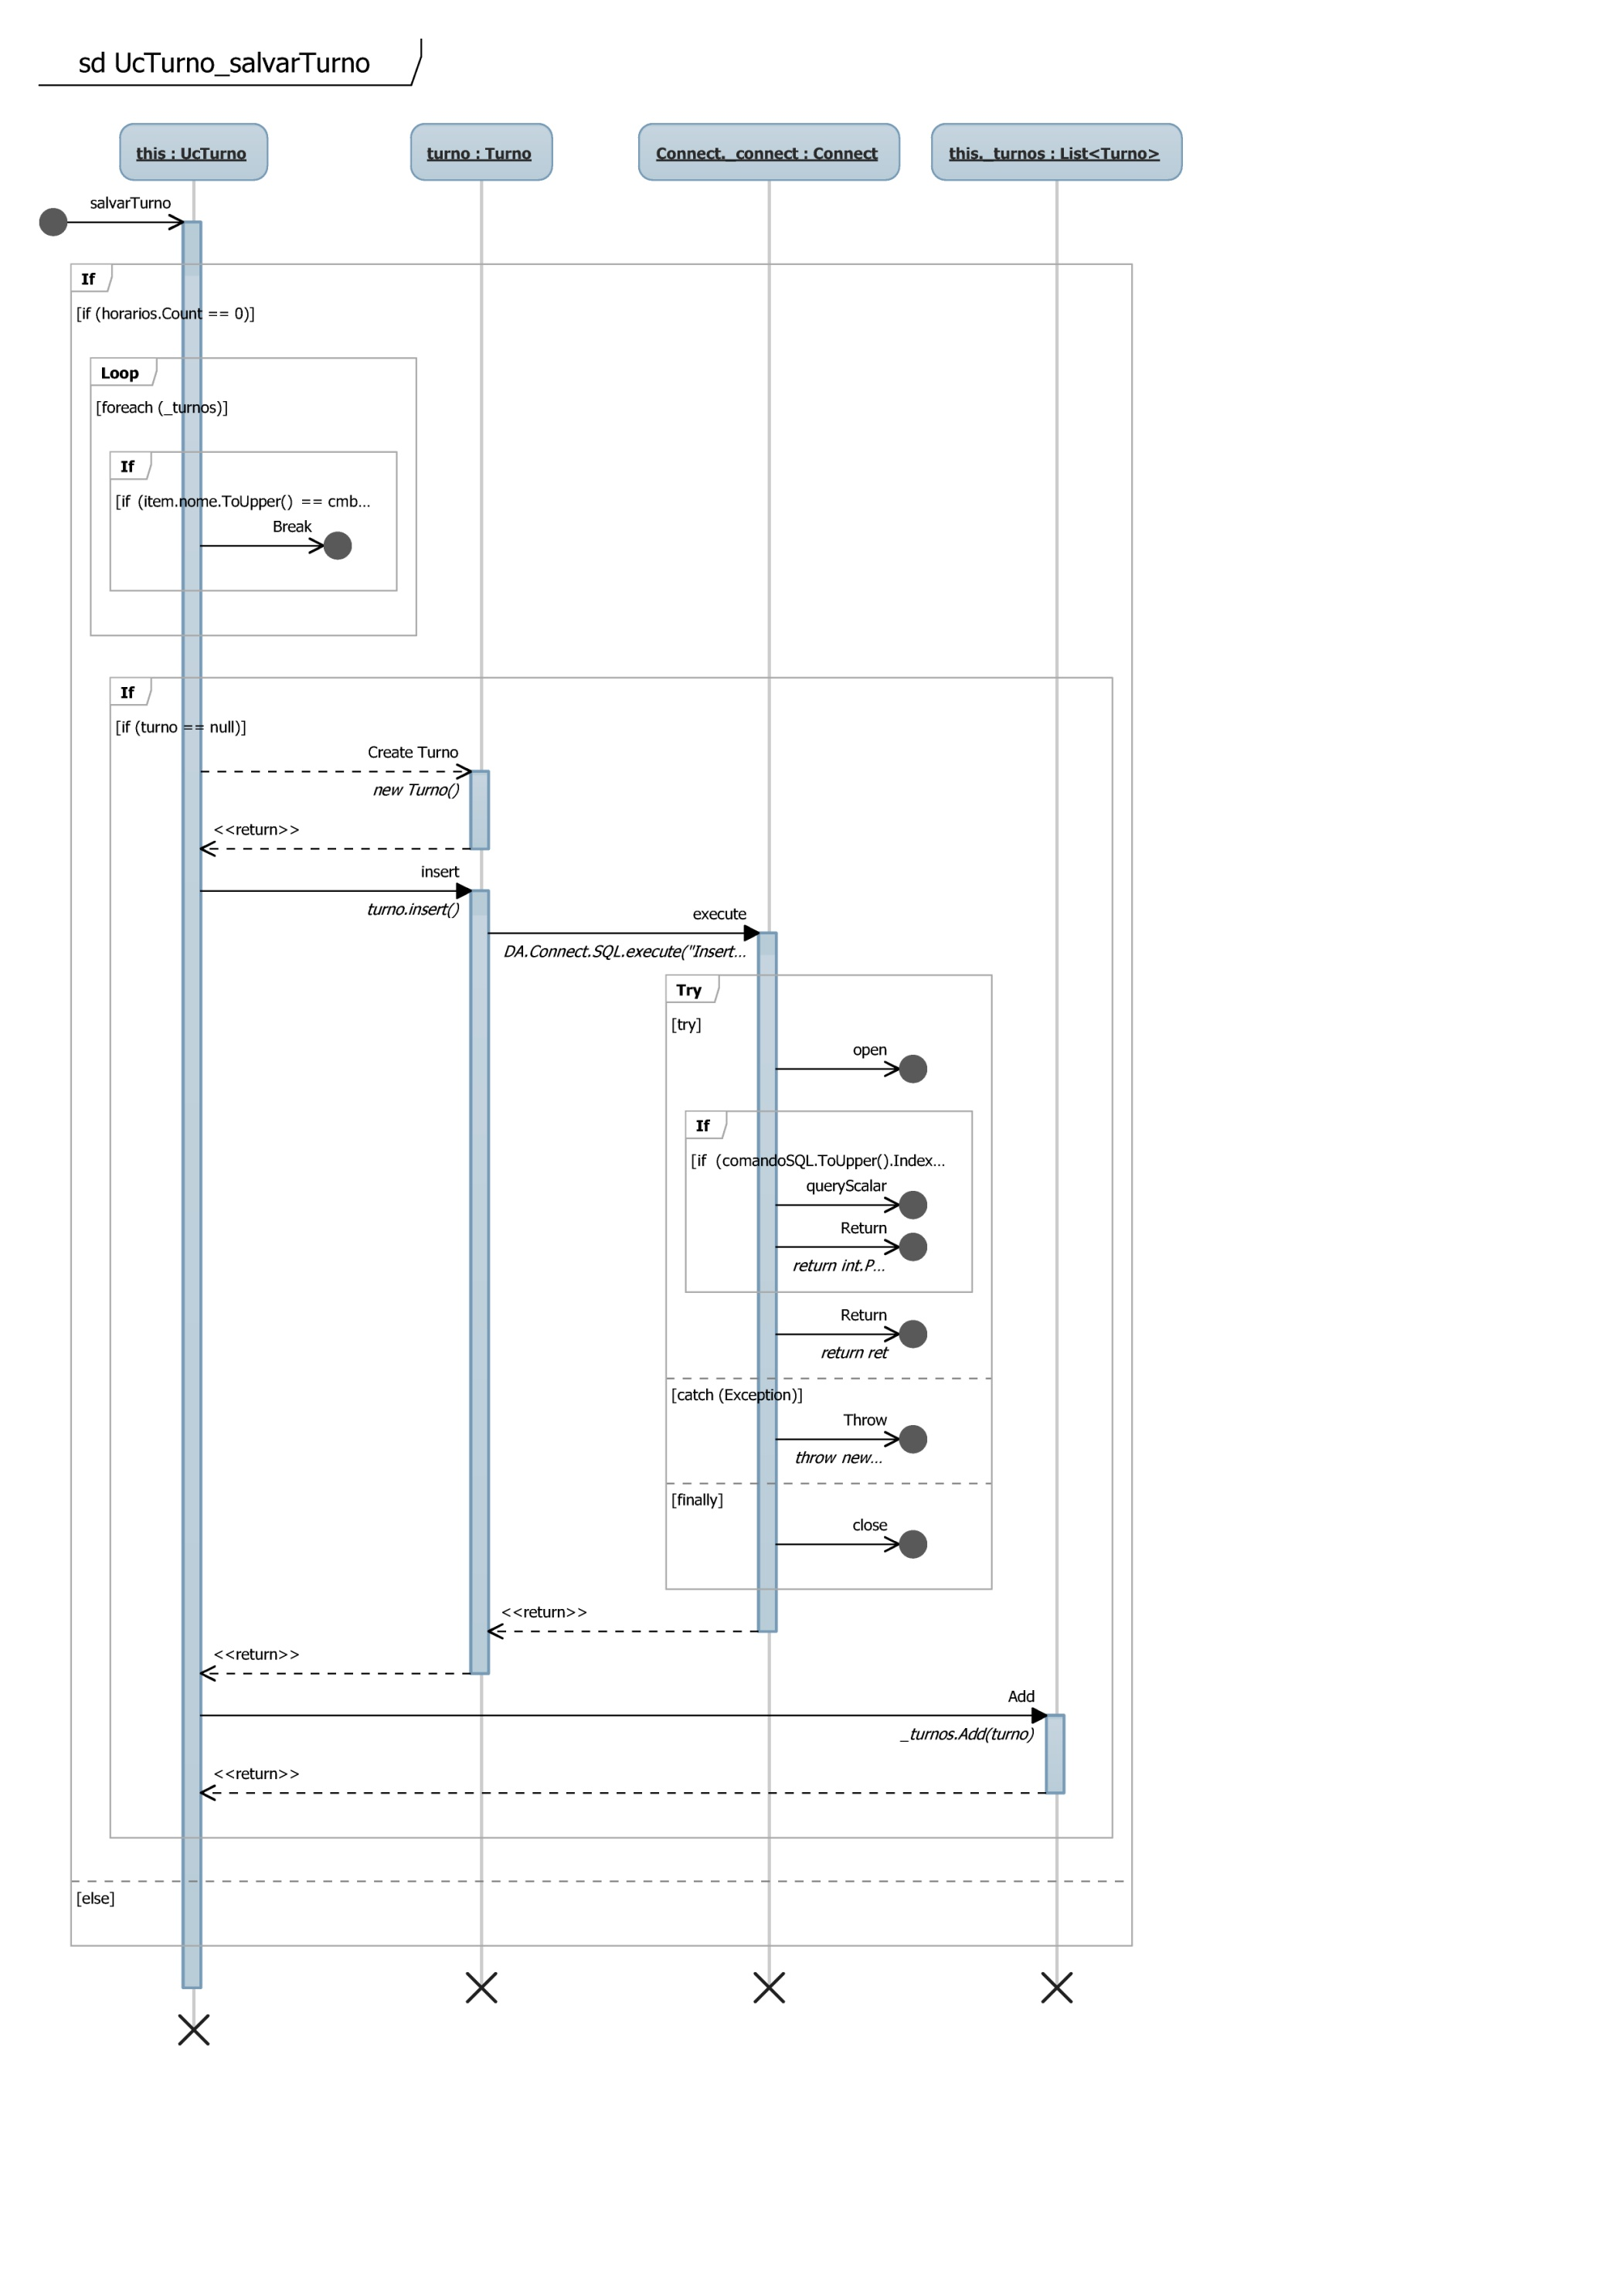 sd UcTurno_salvarTurno
this : UcTurno
turno : Turno
Connect._connect : Connect
this._turnos : List<Turno>
salvarTurno
If
[if (horarios.Count == 0)]
Loop
[foreach (_turnos)]
If
[if (item.nome.ToUpper() == cmb...
Break
If
[if (turno == null)]
Create Turno
new Turno()
<<return>>
insert
turno.insert()
execute
DA.Connect.SQL.execute("Insert...
Try
[try]
open
If
[if (comandoSQL.ToUpper().Index...
queryScalar
Return
return int.P...
Return
return ret
[catch (Exception)]
Throw
throw new...
[finally]
close
<<return>>
<<return>>
Add
_turnos.Add(turno)
<<return>>
[else]